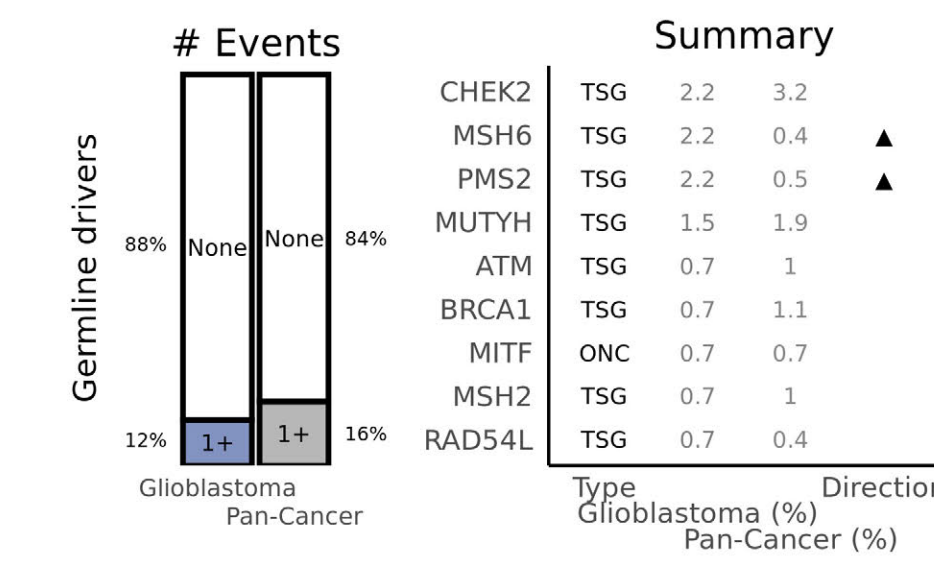 # Events
Germline drivers
88%
None
None
84%
12%
1+
1+
16%
Glioblastoma
Pan-Cancer
Summary
CHEK2 TSG 2.2 3.2
MSH6 TSG 2.2 0.4 ▲
PMS2 TSG 2.2 0.5 ▲
MUTYH TSG 1.5 1.9
ATM TSG 0.7 1
BRCA1 TSG 0.7 1.1
MITF ONC 0.7 0.7
MSH2 TSG 0.7 1
RAD54L TSG 0.7 0.4
Type Direction
Glioblastoma (%)
Pan-Cancer (%)